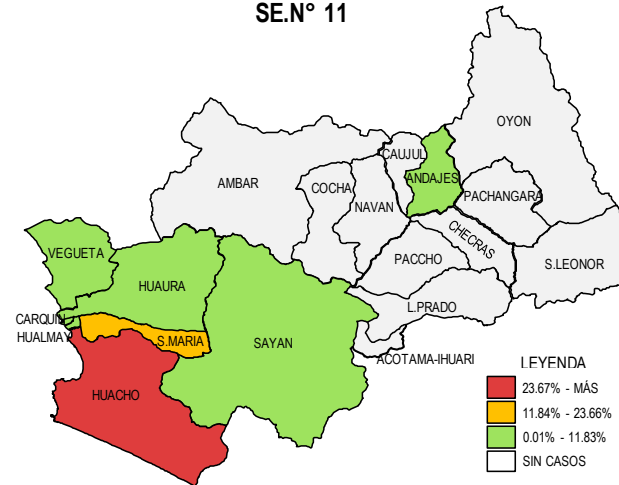 SE.N° 11
OYON
CAUJUL
ANDAJES
AMBAR
COCHA
PACHANGARA
NAVAN
CHECRAS
VEGUETA
PACCHO
S.LEONOR
HUAURA
L.PRADO
CARQUIN
HUALMAY
S.MARIA
SAYAN
ACOTAMA-IHUARI
HUACHO
LEYENDA
23.67% - MÁS
11.84% - 23.66%
0.01% - 11.83%
SIN CASOS